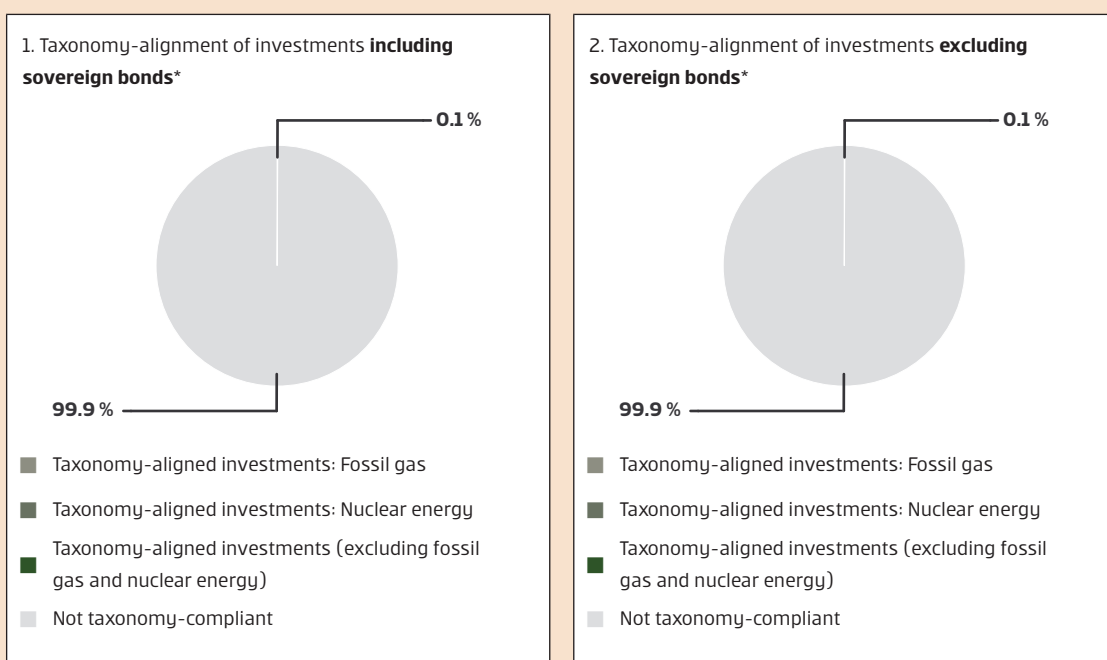 1. Taxonomy-alignment of investments including
sovereign bonds*
0.1 %
99.9 %
Taxonomy-aligned investments: Fossil gas
Taxonomy-aligned investments: Nuclear energy
Taxonomy-aligned investments (excluding fossil
gas and nuclear energy)
Not taxonomy-compliant
2. Taxonomy-alignment of investments excluding
sovereign bonds*
0.1 %
99.9 %
Taxonomy-aligned investments: Fossil gas
Taxonomy-aligned investments: Nuclear energy
Taxonomy-aligned investments (excluding fossil
gas and nuclear energy)
Not taxonomy-compliant